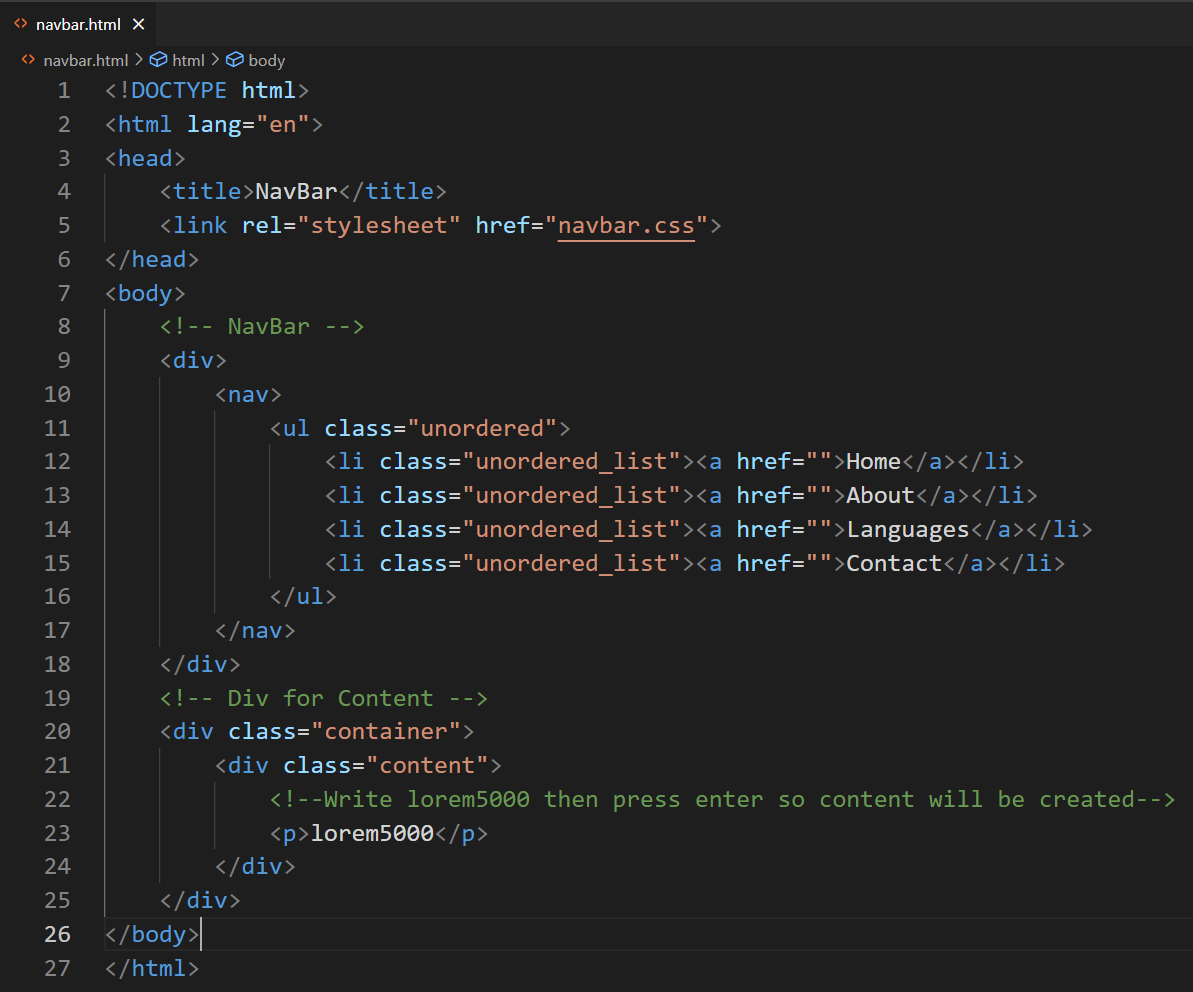 navbar.html
navbar.html > html > body
1 <!DOCTYPE html>
2 <html lang="en">
3 <head>
4     <title>NavBar</title>
5     <link rel="stylesheet" href="navbar.css">
6 </head>
7 <body>
8     <!-- NavBar -->
9     <div>
10         <nav>
11             <ul class="unordered">
12                 <li class="unordered_list"><a href="">Home</a></li>
13                 <li class="unordered_list"><a href="">About</a></li>
14                 <li class="unordered_list"><a href="">Languages</a></li>
15                 <li class="unordered_list"><a href="">Contact</a></li>
16             </ul>
17         </nav>
18     </div>
19     <!-- Div for Content -->
20     <div class="container">
21         <div class="content">
22             <!--Write lorem5000 then press enter so content will be created-->
23             <p>lorem5000</p>
24         </div>
25     </div>
26 </body>
27 </html>